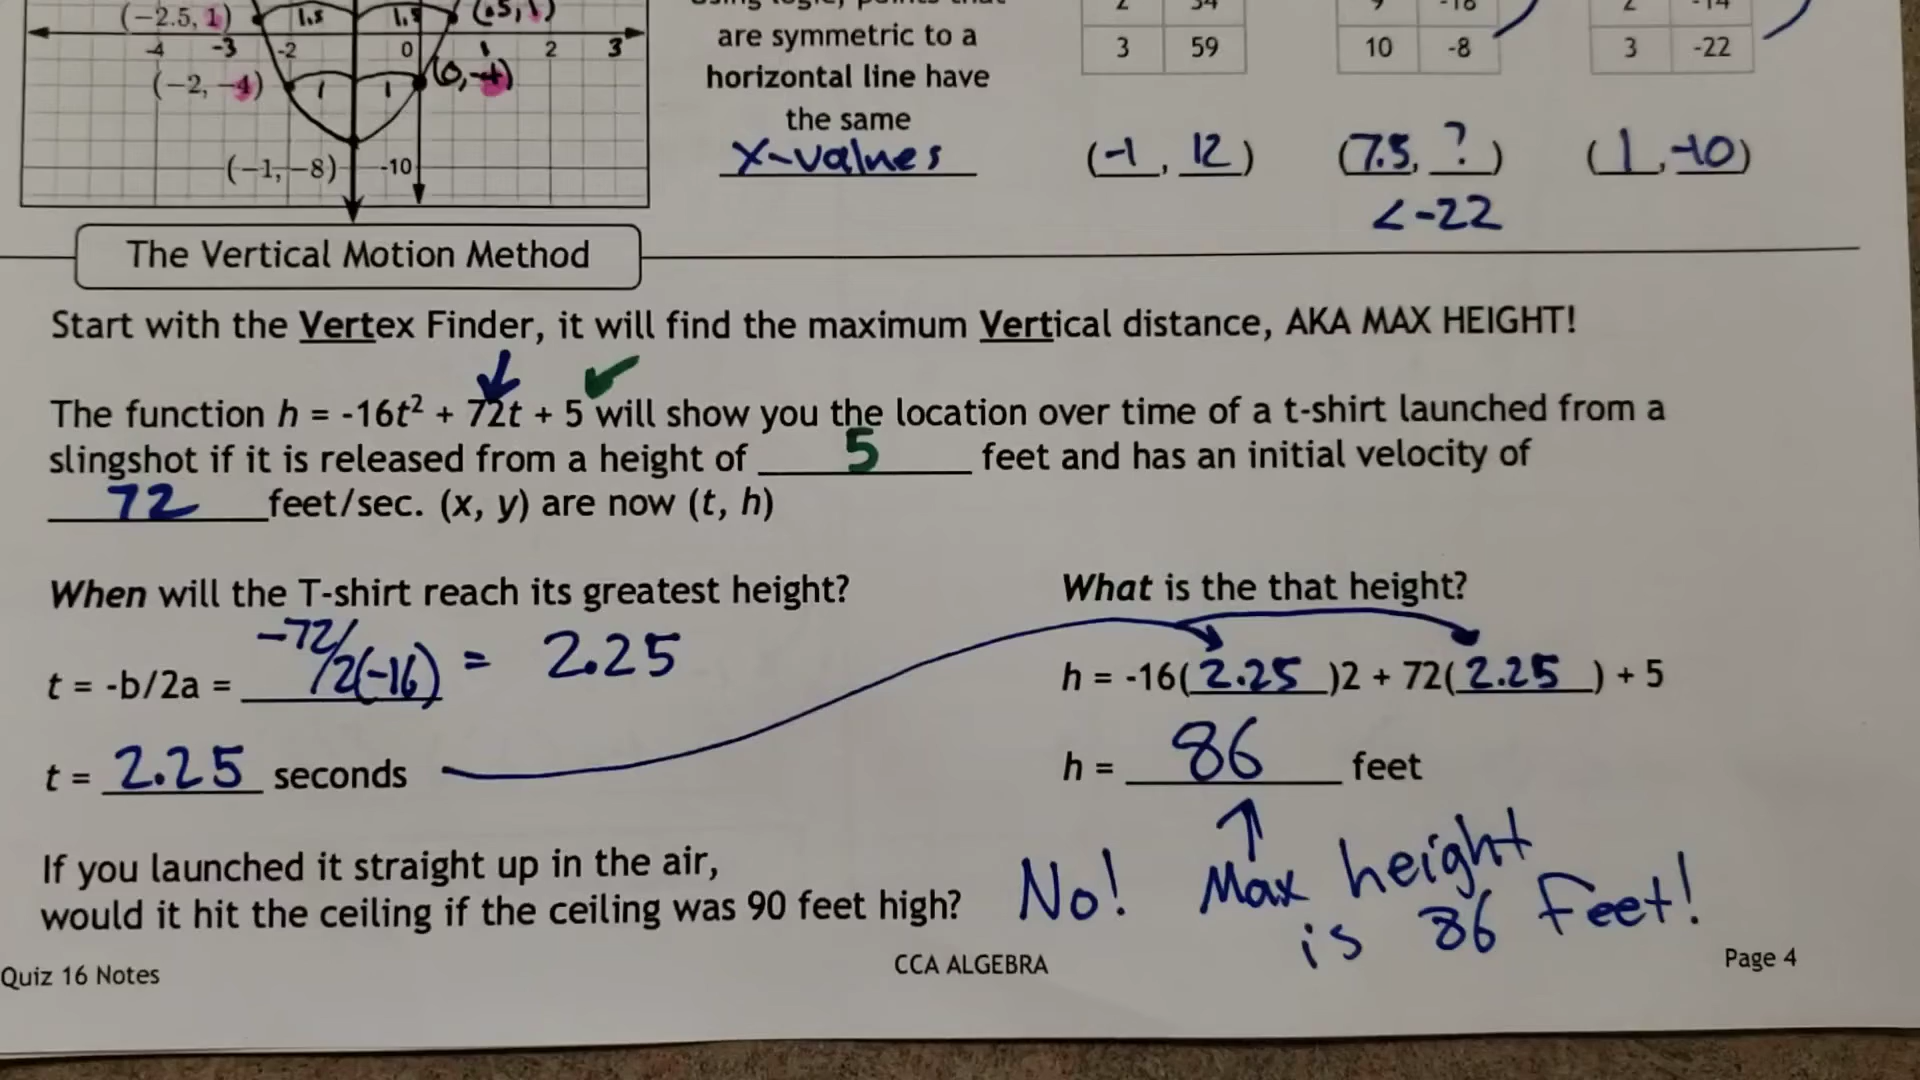 (−2.5, 1) 1.5 1.5 (.5, 1)
-4 -3 -2 0 1 2 3
(−2, −4) 1 1 (0, -4)
(−1, −8) -10
are symmetric to a
horizontal line have
the same
x-values
3 59
10 -8
3 -22
(-1, 12) (7.5, ?) (1, -10)
<-22
The Vertical Motion Method
Start with the Vertex Finder, it will find the maximum Vertical distance, AKA MAX HEIGHT!
The function h = -16t² + 72t + 5 will show you the location over time of a t-shirt launched from a
slingshot if it is released from a height of 5 feet and has an initial velocity of
72 feet/sec. (x, y) are now (t, h)
When will the T-shirt reach its greatest height?
t = -b/2a = -72/2(-16) = 2.25
t = 2.25 seconds
What is the that height?
h = -16(2.25)2 + 72(2.25) + 5
h = 86 feet
If you launched it straight up in the air,
would it hit the ceiling if the ceiling was 90 feet high?
No! Max height
is 86 feet!
Quiz 16 Notes CCA ALGEBRA Page 4